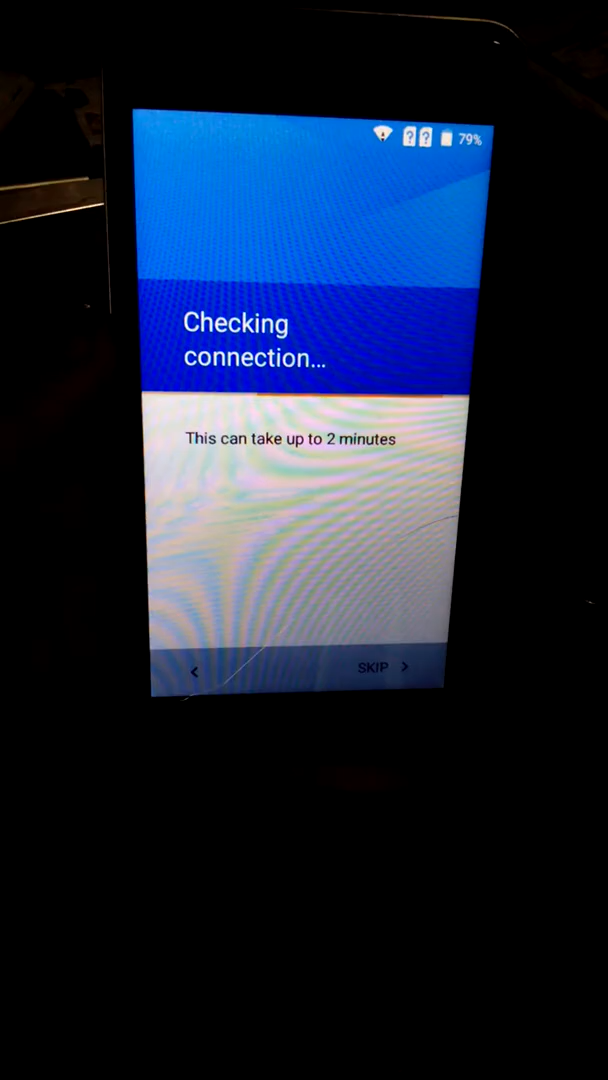 ? ? 79%
Checking
connection...
This can take up to 2 minutes
SKIP